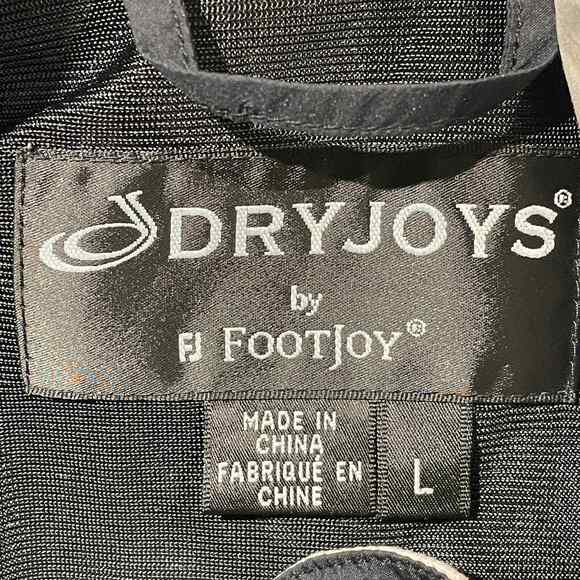 DRYJOYS®
by
FJ FOOTJOY®
MADE IN
CHINA
FABRIQUÉ EN
CHINE
L